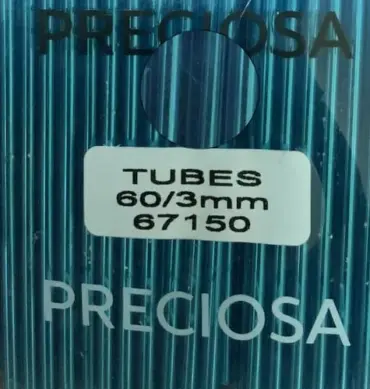 PRECIOSA
TUBES
60/3mm
67150
PRECIOSA